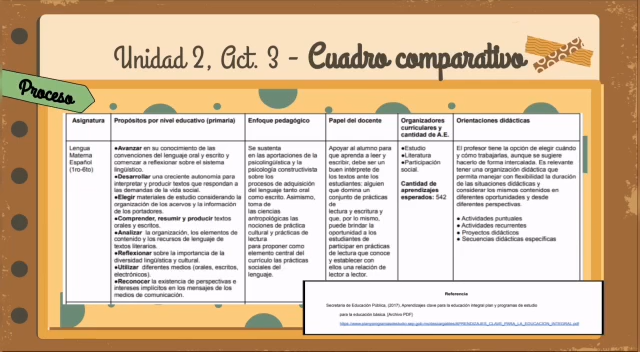 Unidad 2, Act. 3 - Cuadro comparativo
Proceso
Asignatura
Propósitos por nivel educativo (primaria)
Enfoque pedagógico
Papel del docente
Organizadores
curriculares y
cantidad de A.E.
Orientaciones didácticas
Lengua
Materna
Español
(1ro-6to)
●Avanzar en su conocimiento de las
convenciones del lenguaje oral y escrito y
comenzar a reflexionar sobre el sistema
lingüístico.
●Desarrollar una creciente autonomía para
interpretar y producir textos que respondan a
las demandas de la vida social.
●Elegir materiales de estudio considerando la
organización de los acervos y la información
de los portadores.
●Comprender, resumir y producir textos
orales y escritos.
●Analizar la organización, los elementos de
contenido y los recursos de lenguaje de
textos literarios.
●Reflexionar sobre la importancia de la
diversidad lingüística y cultural.
●Utilizar diferentes medios (orales, escritos,
electrónicos).
●Reconocer la existencia de perspectivas e
intereses implícitos en los mensajes de los
medios de comunicación.
Se sustenta
en las aportaciones de la
psicolingüística y la
psicología constructivista
sobre los
procesos de adquisición
del lenguaje tanto oral
como escrito. Asimismo,
toma de
las ciencias
antropológicas las
nociones de práctica
cultural y prácticas de
lectura
para proponer como
elemento central del
currículo las prácticas
sociales del
lenguaje.
Apoyar al alumno para
que aprenda a leer y
escribir, debe ser un
buen intérprete de
los textos ante los
estudiantes: alguien
que domina un
conjunto de prácticas
de
lectura y escritura y
que, por lo mismo,
puede brindar la
oportunidad a los
estudiantes de
participar en prácticas
de lectura que conoce
y establecer con
ellos una relación de
lector a lector.
●Estudio
●Literatura
●Participación
social.
Cantidad de
aprendizajes
esperados: 542
El profesor tiene la opción de elegir cuándo
y cómo trabajarlas, aunque se sugiere
hacerlo de forma intercalada. Es relevante
tener una organización didáctica que
permita manejar con flexibilidad la duración
de las situaciones didácticas y
considerar los mismos contenidos en
diferentes oportunidades y desde
diferentes perspectivas.
● Actividades puntuales
● Actividades recurrentes
● Proyectos didácticos
● Secuencias didácticas específicas
Referencia
Secretaría de Educación Pública. (2017). Aprendizajes clave para la educación integral plan y programas de estudio
para la educación básica. [Archivo PDF]